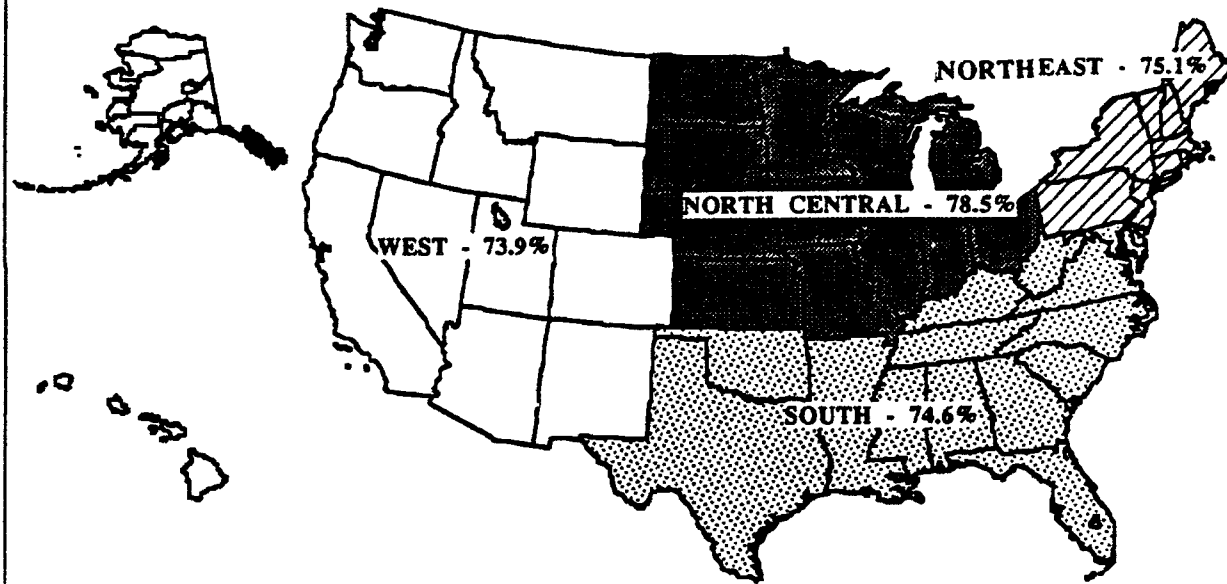 NORTHEAST - 75.1%
NORTH CENTRAL - 78.5%
WEST - 73.9%
SOUTH - 74.6%